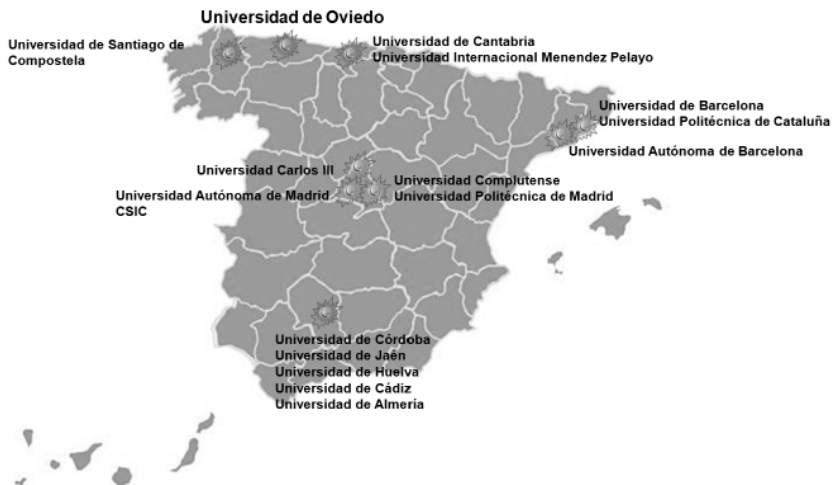 Universidad de Oviedo
Universidad de Santiago de
Compostela
Universidad de Cantabria
Universidad Internacional Menendez Pelayo
Universidad de Barcelona
Universidad Politécnica de Cataluña
Universidad Autónoma de Barcelona
Universidad Carlos III
Universidad Autónoma de Madrid
CSIC
Universidad Complutense
Universidad Politécnica de Madrid
Universidad de Córdoba
Universidad de Jaén
Universidad de Huelva
Universidad de Cádiz
Universidad de Almería